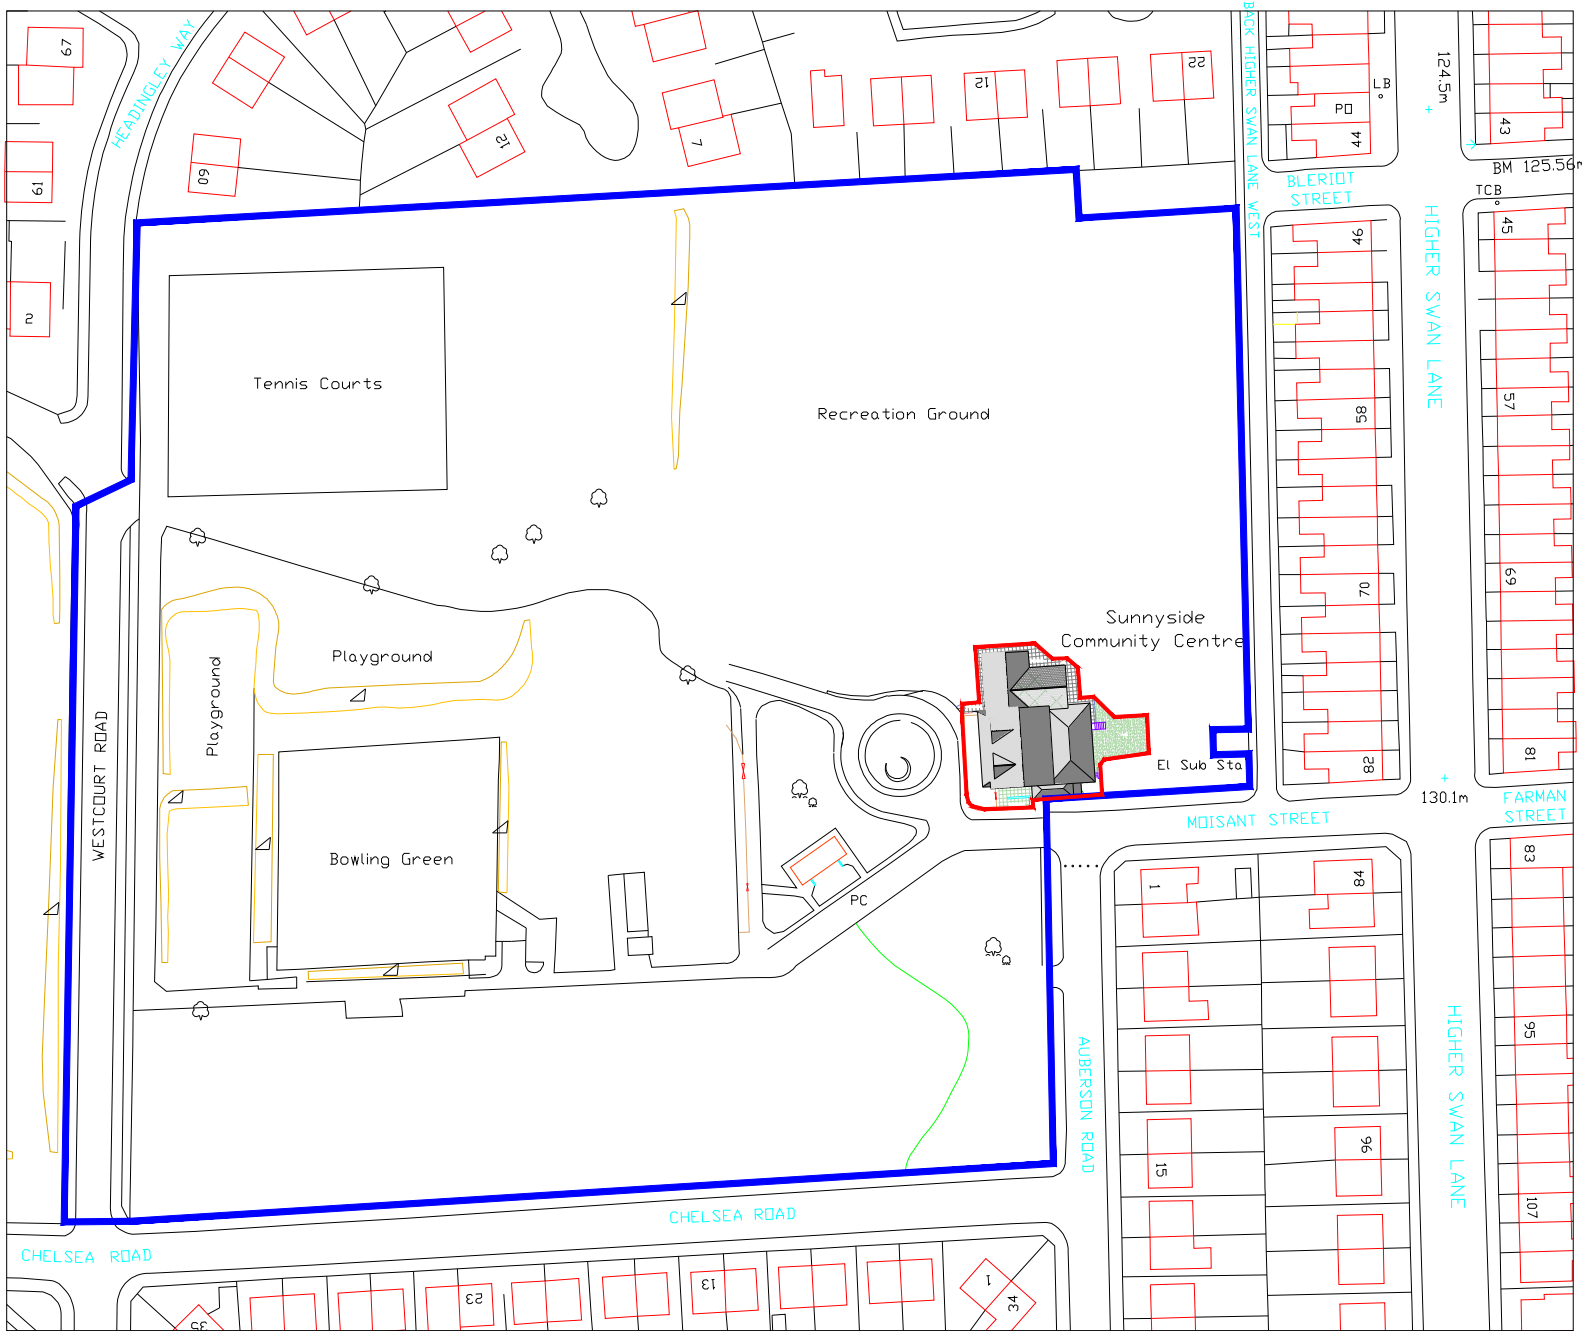 67
HEADINGLEY WAY
12
7
12
22
BACK HIGHER SWAN LANE WEST
LB
PO
44
124.5m
43
BM 125.56m
TCB
61
60
BLERIOT
STREET
HIGHER SWAN LANE
46
45
2
Tennis Courts
Recreation Ground
58
57
70
69
Sunnyside
Community Centre
Playground
Playground
WESTCOURT ROAD
El Sub Sta
82
81
130.1m
FARMAN
STREET
MOISANT STREET
Bowling Green
PC
1
84
83
AUBERSON ROAD
HIGHER SWAN LANE
95
15
96
107
CHELSEA ROAD
CHELSEA ROAD
35
23
13
1
34